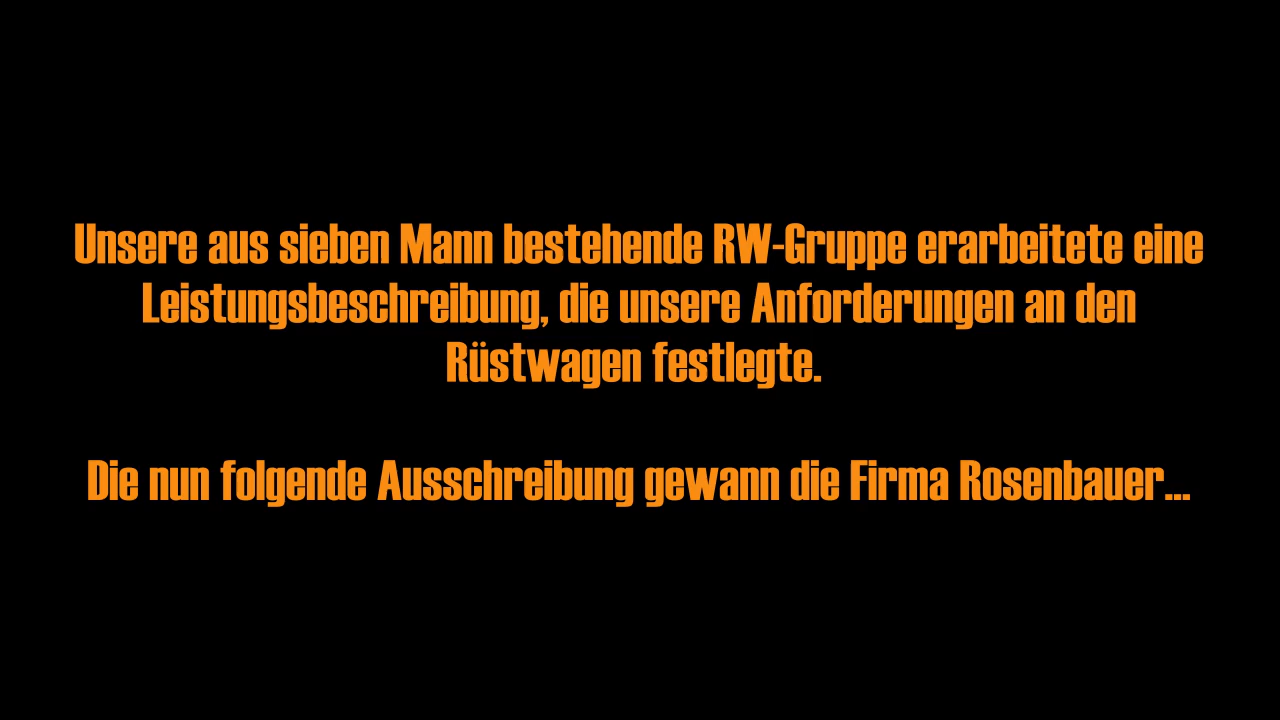 Unsere aus sieben Mann bestehende RW-Gruppe erarbeitete eine
Leistungsbeschreibung, die unsere Anforderungen an den
Rüstwagen festlegte.
Die nun folgende Ausschreibung gewann die Firma Rosenbauer...